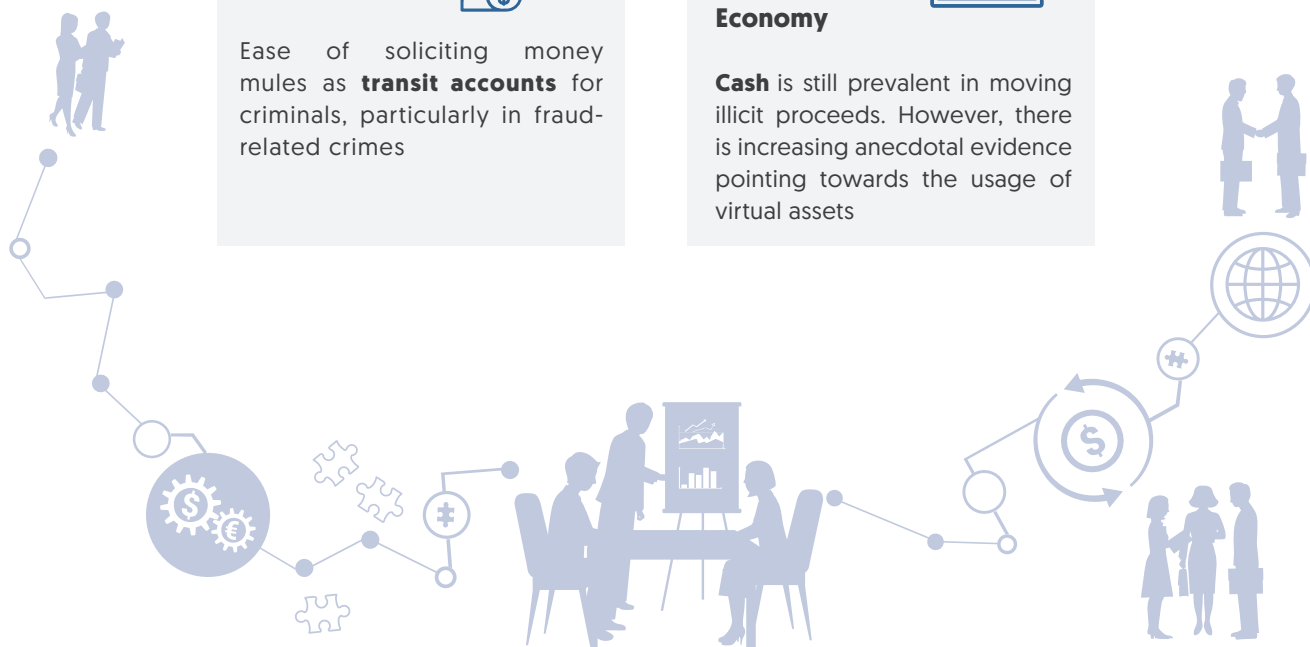 Ease of soliciting money
mules as transit accounts for
criminals, particularly in fraud-
related crimes
Economy
Cash is still prevalent in moving
illicit proceeds. However, there
is increasing anecdotal evidence
pointing towards the usage of
virtual assets
$
€
$